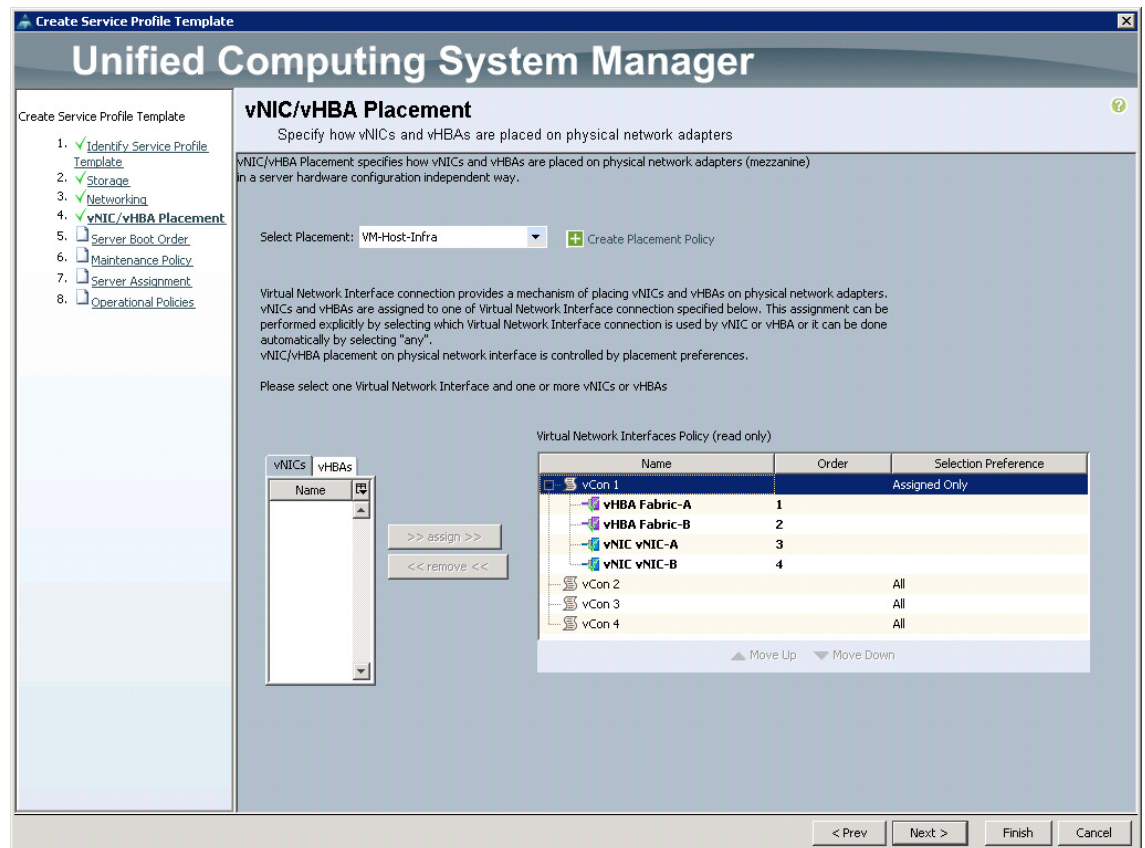 Create Service Profile Template
Unified Computing System Manager
Create Service Profile Template
1. Identify Service Profile
Template
2. Storage
3. Networking
4. vNIC/vHBA Placement
5. Server Boot Order
6. Maintenance Policy
7. Server Assignment
8. Operational Policies
vNIC/vHBA Placement
Specify how vNICs and vHBAs are placed on physical network adapters
vNIC/vHBA Placement specifies how vNICs and vHBAs are placed on physical network adapters (mezzanine)
in a server hardware configuration independent way.
Select Placement: VM-Host-Infra Create Placement Policy
Virtual Network Interface connection provides a mechanism of placing vNICs and vHBAs on physical network adapters.
vNICs and vHBAs are assigned to one of Virtual Network Interface connection specified below. This assignment can be
performed explicitly by selecting which Virtual Network Interface connection is used by vNIC or vHBA or it can be done
automatically by selecting "any".
vNIC/vHBA placement on physical network interface is controlled by placement preferences.
Please select one Virtual Network Interface and one or more vNICs or vHBAs
vNICs vHBAs
Name
>> assign >>
<< remove <<
Virtual Network Interfaces Policy (read only)
Name Order Selection Preference
vCon 1 Assigned Only
vHBA Fabric-A 1
vHBA Fabric-B 2
vNIC vNIC-A 3
vNIC vNIC-B 4
vCon 2 All
vCon 3 All
vCon 4 All
Move Up Move Down
< Prev Next > Finish Cancel